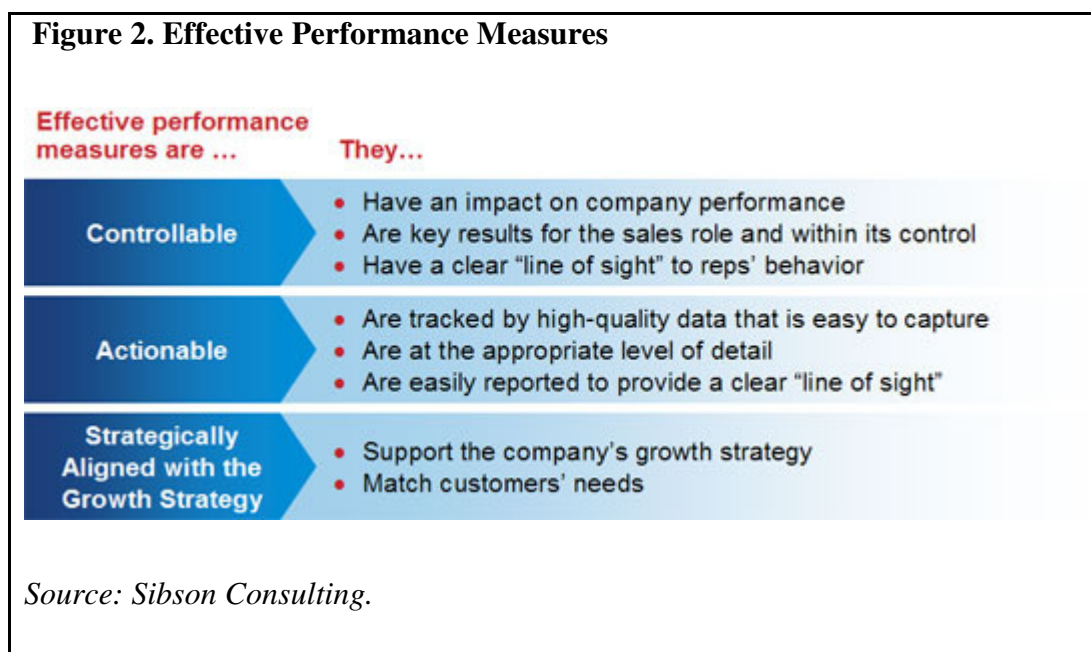 Figure 2. Effective Performance Measures
Effective performance
measures are …
They…
Controllable
• Have an impact on company performance
• Are key results for the sales role and within its control
• Have a clear “line of sight” to reps’ behavior
Actionable
• Are tracked by high-quality data that is easy to capture
• Are at the appropriate level of detail
• Are easily reported to provide a clear “line of sight”
Strategically
Aligned with the
Growth Strategy
• Support the company’s growth strategy
• Match customers’ needs
Source: Sibson Consulting.